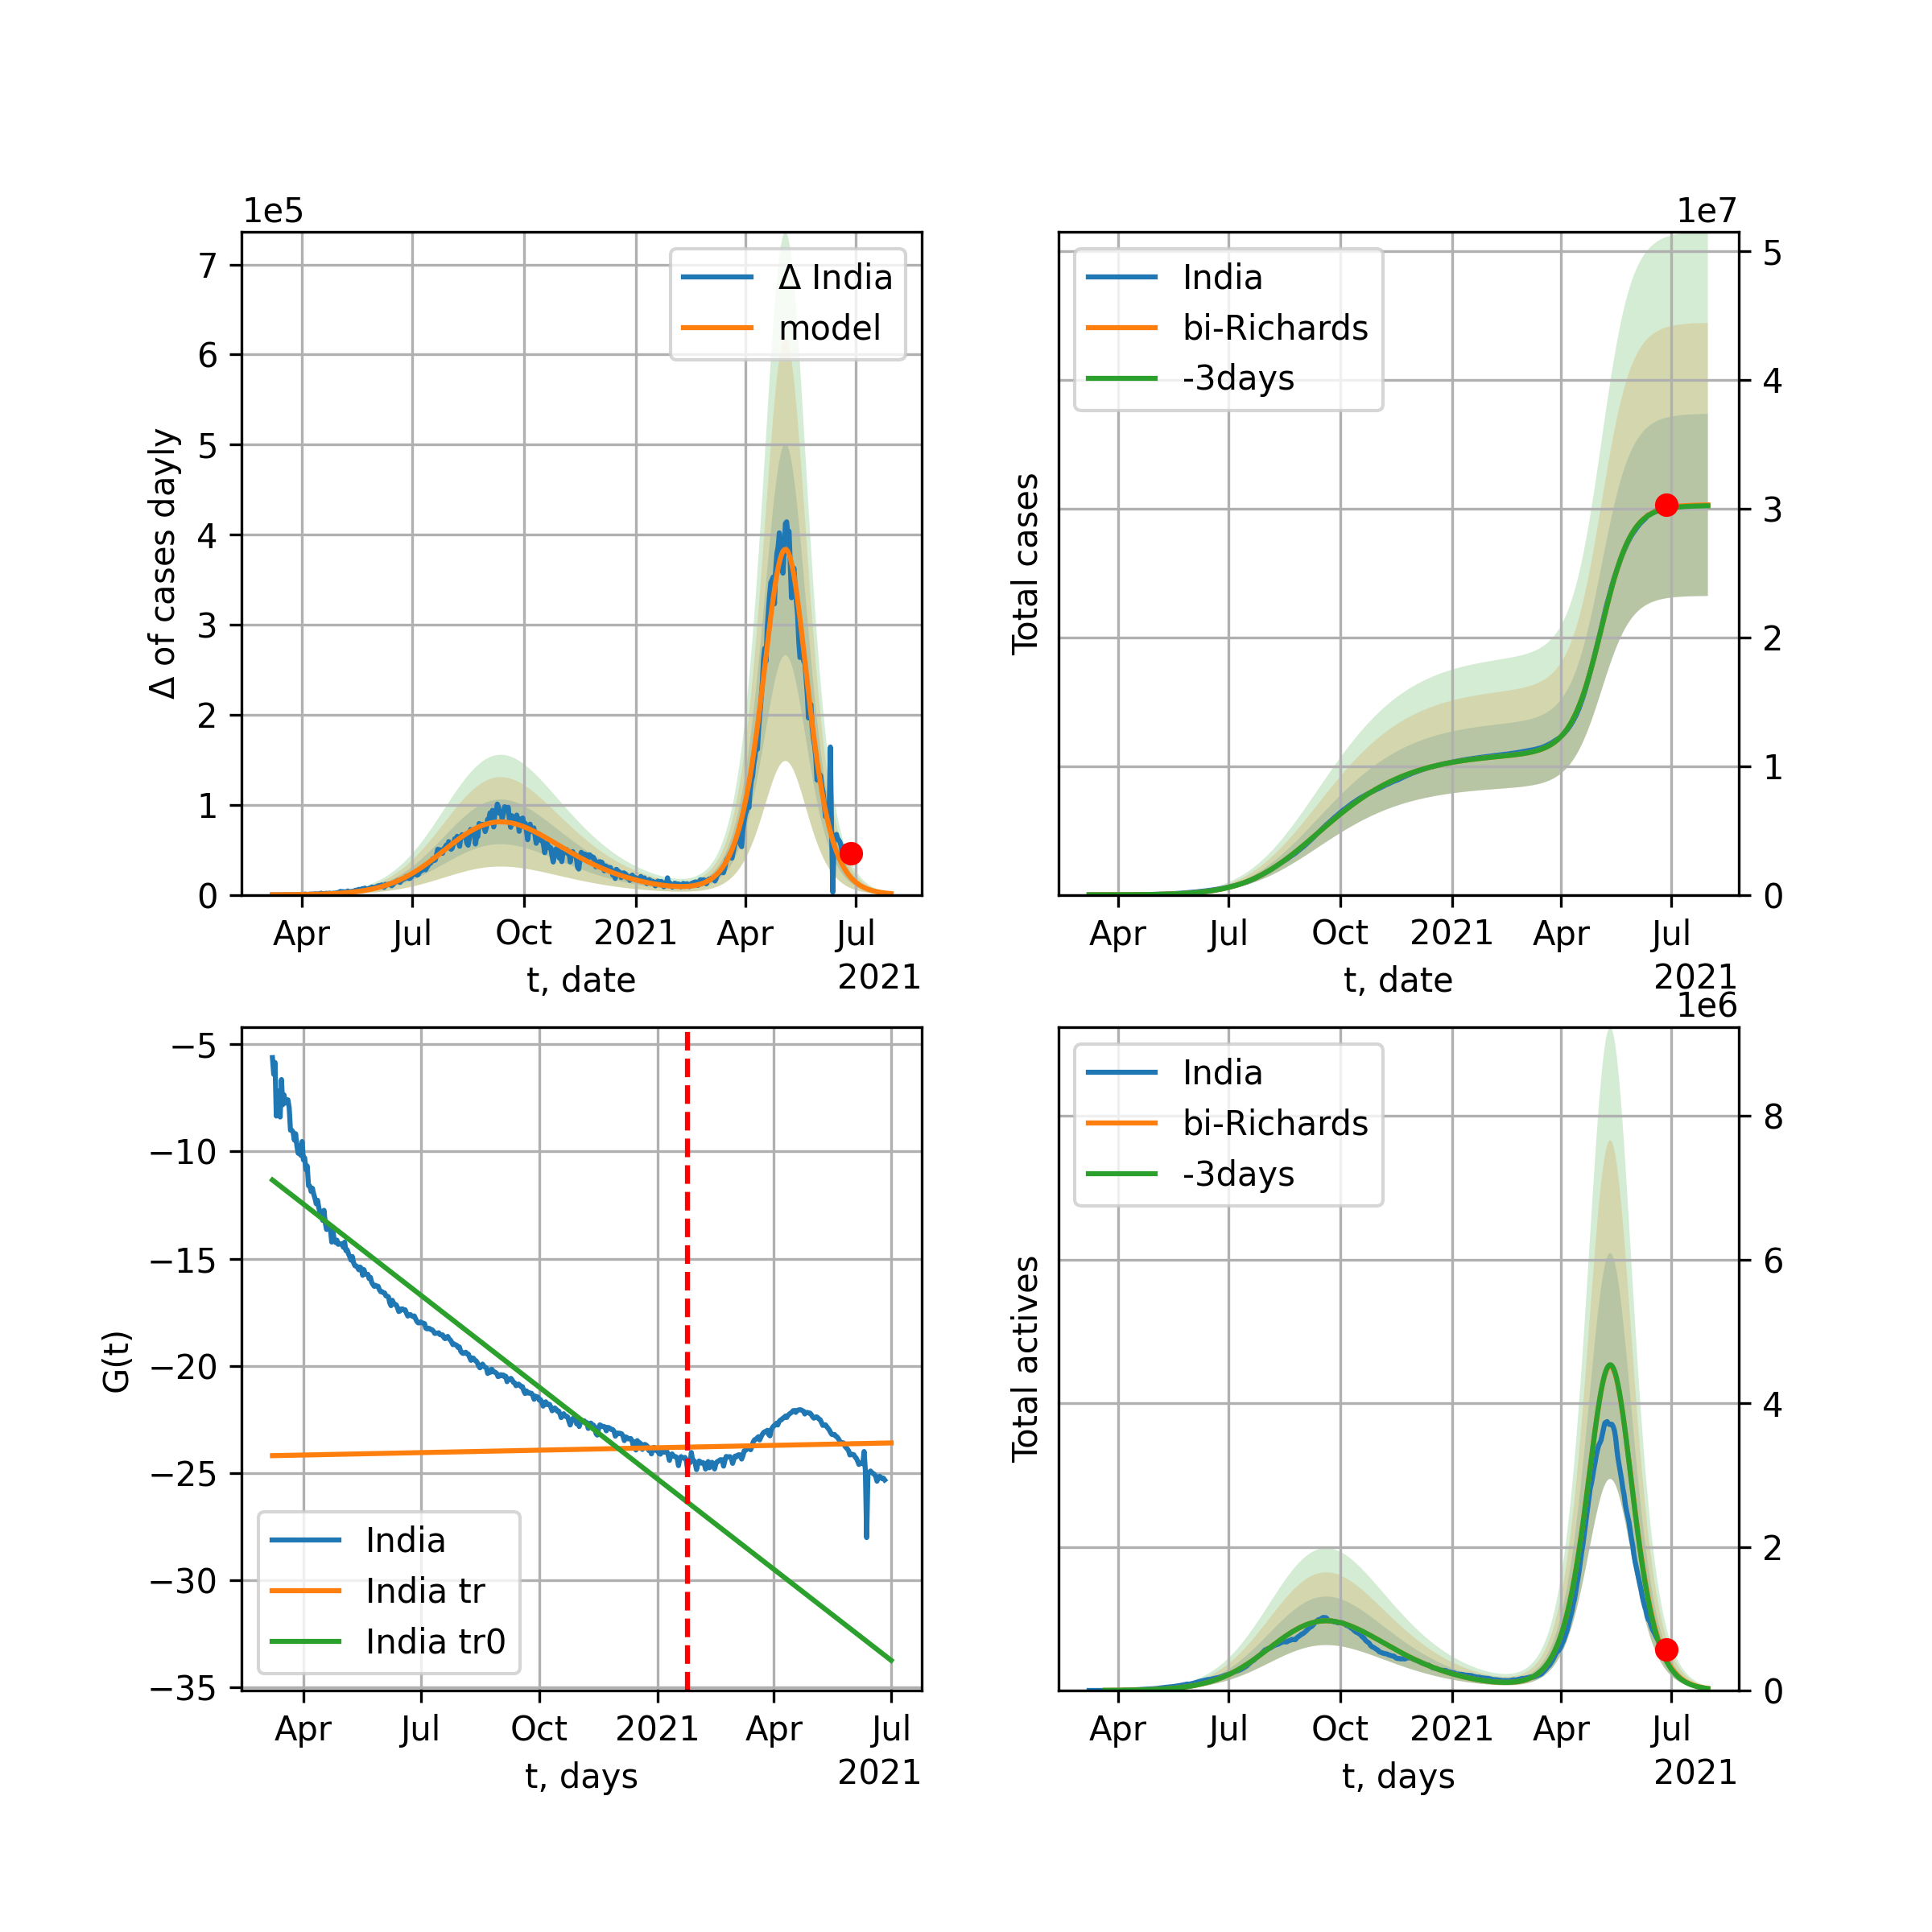 1e5
Δ of cases dayly
7
6
5
4
3
2
1
0
Δ India
model
Apr
Jul
Oct
2021
Apr
Jul
t, date
2021
1e7
Total cases
India
bi-Richards
-3days
5
4
3
2
1
0
Apr
Jul
Oct
2021
Apr
Jul
t, date
2021
G(t)
−5
−10
−15
−20
−25
−30
−35
India
India tr
India tr0
Apr
Jul
Oct
2021
Apr
Jul
t, days
2021
1e6
Total actives
India
bi-Richards
-3days
8
6
4
2
0
Apr
Jul
Oct
2021
Apr
Jul
t, days
2021